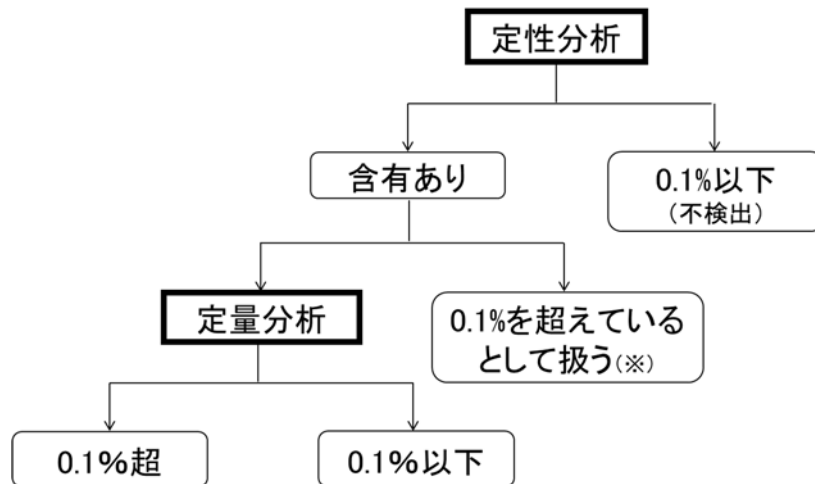 定性分析
含有あり
0.1%以下
(不検出)
定量分析
0.1%を超えている
として扱う(※)
0.1%超
0.1%以下